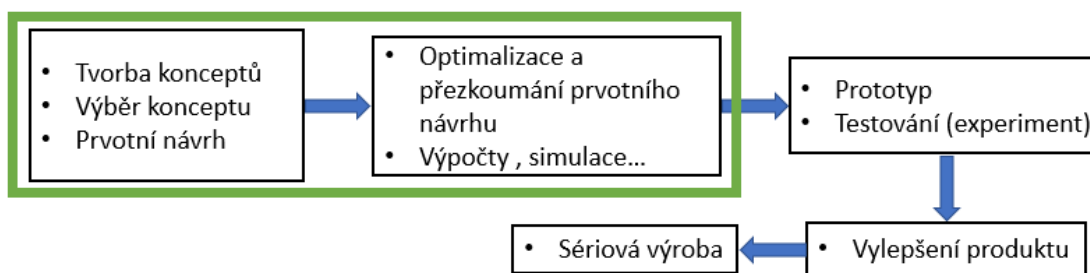 • Tvorba konceptů
• Výběr konceptu
• Prvotní návrh
• Optimalizace a
přezkoumání prvotního
návrhu
• Výpočty , simulace...
• Prototyp
• Testování (experiment)
• Vylepšení produktu
• Sériová výroba